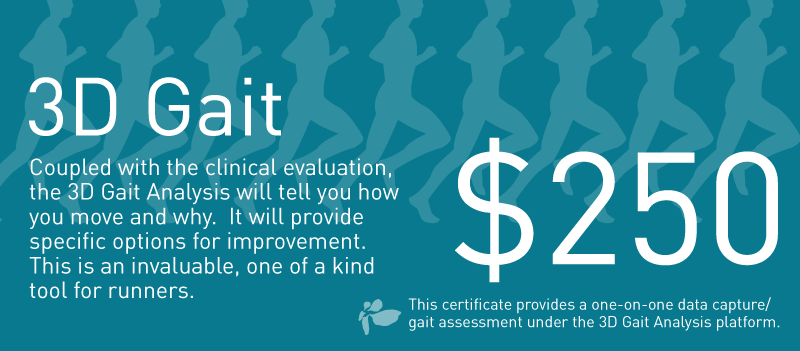 3D Gait
Coupled with the clinical evaluation,
the 3D Gait Analysis will tell you how
you move and why.  It will provide
specific options for improvement.
This is an invaluable, one of a kind
tool for runners.
$250
This certificate provides a one-on-one data capture/
gait assessment under the 3D Gait Analysis platform.